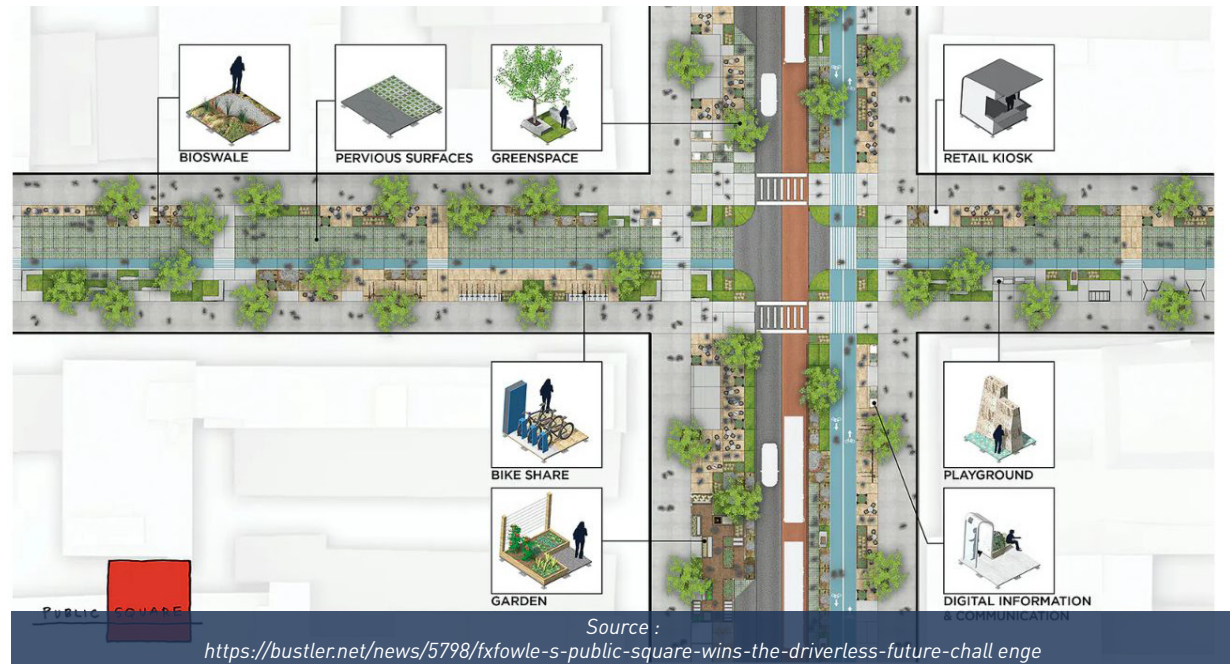 BIOSWALE
PERVIOUS SURFACES
GREENSPACE
RETAIL KIOSK
BIKE SHARE
PLAYGROUND
GARDEN
DIGITAL INFORMATION
& COMMUNICATION
PUBLIC SQUARE
Source :
https://bustler.net/news/5798/fxfowle-s-public-square-wins-the-driverless-future-chall enge